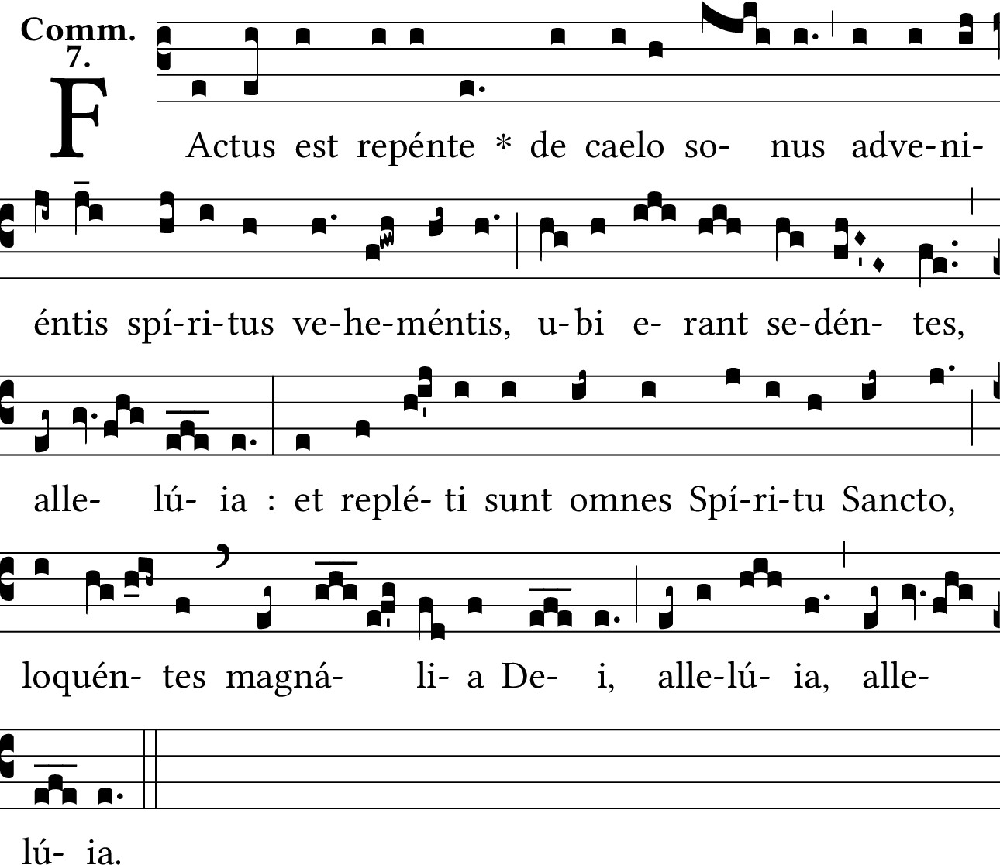 Comm.
7.
FActus est repénte * de caelo so- nus adve-ni-
éntis spí-ri-tus ve-he-méntis, u-bi e- rant se-dén- tes,
alle- lú- ia : et replé- ti sunt omnes Spí-ri-tu Sancto,
loquén- tes magná- li- a De- i, alle-lú- ia, alle-
lú- ia.